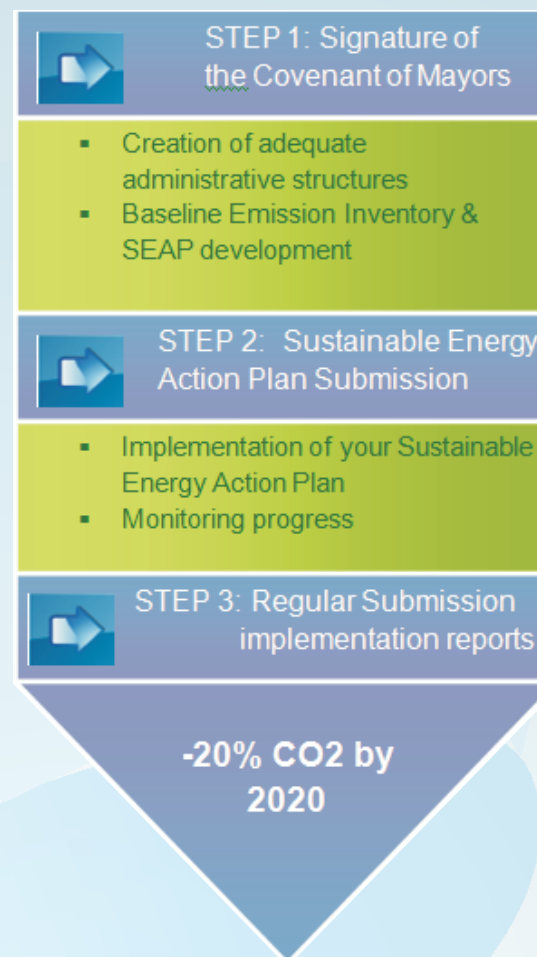 STEP 1: Signature of
the Covenant of Mayors
▪ Creation of adequate
administrative structures
▪ Baseline Emission Inventory &
SEAP development
STEP 2: Sustainable Energy
Action Plan Submission
▪ Implementation of your Sustainable
Energy Action Plan
▪ Monitoring progress
STEP 3: Regular Submission
implementation reports
-20% CO2 by
2020